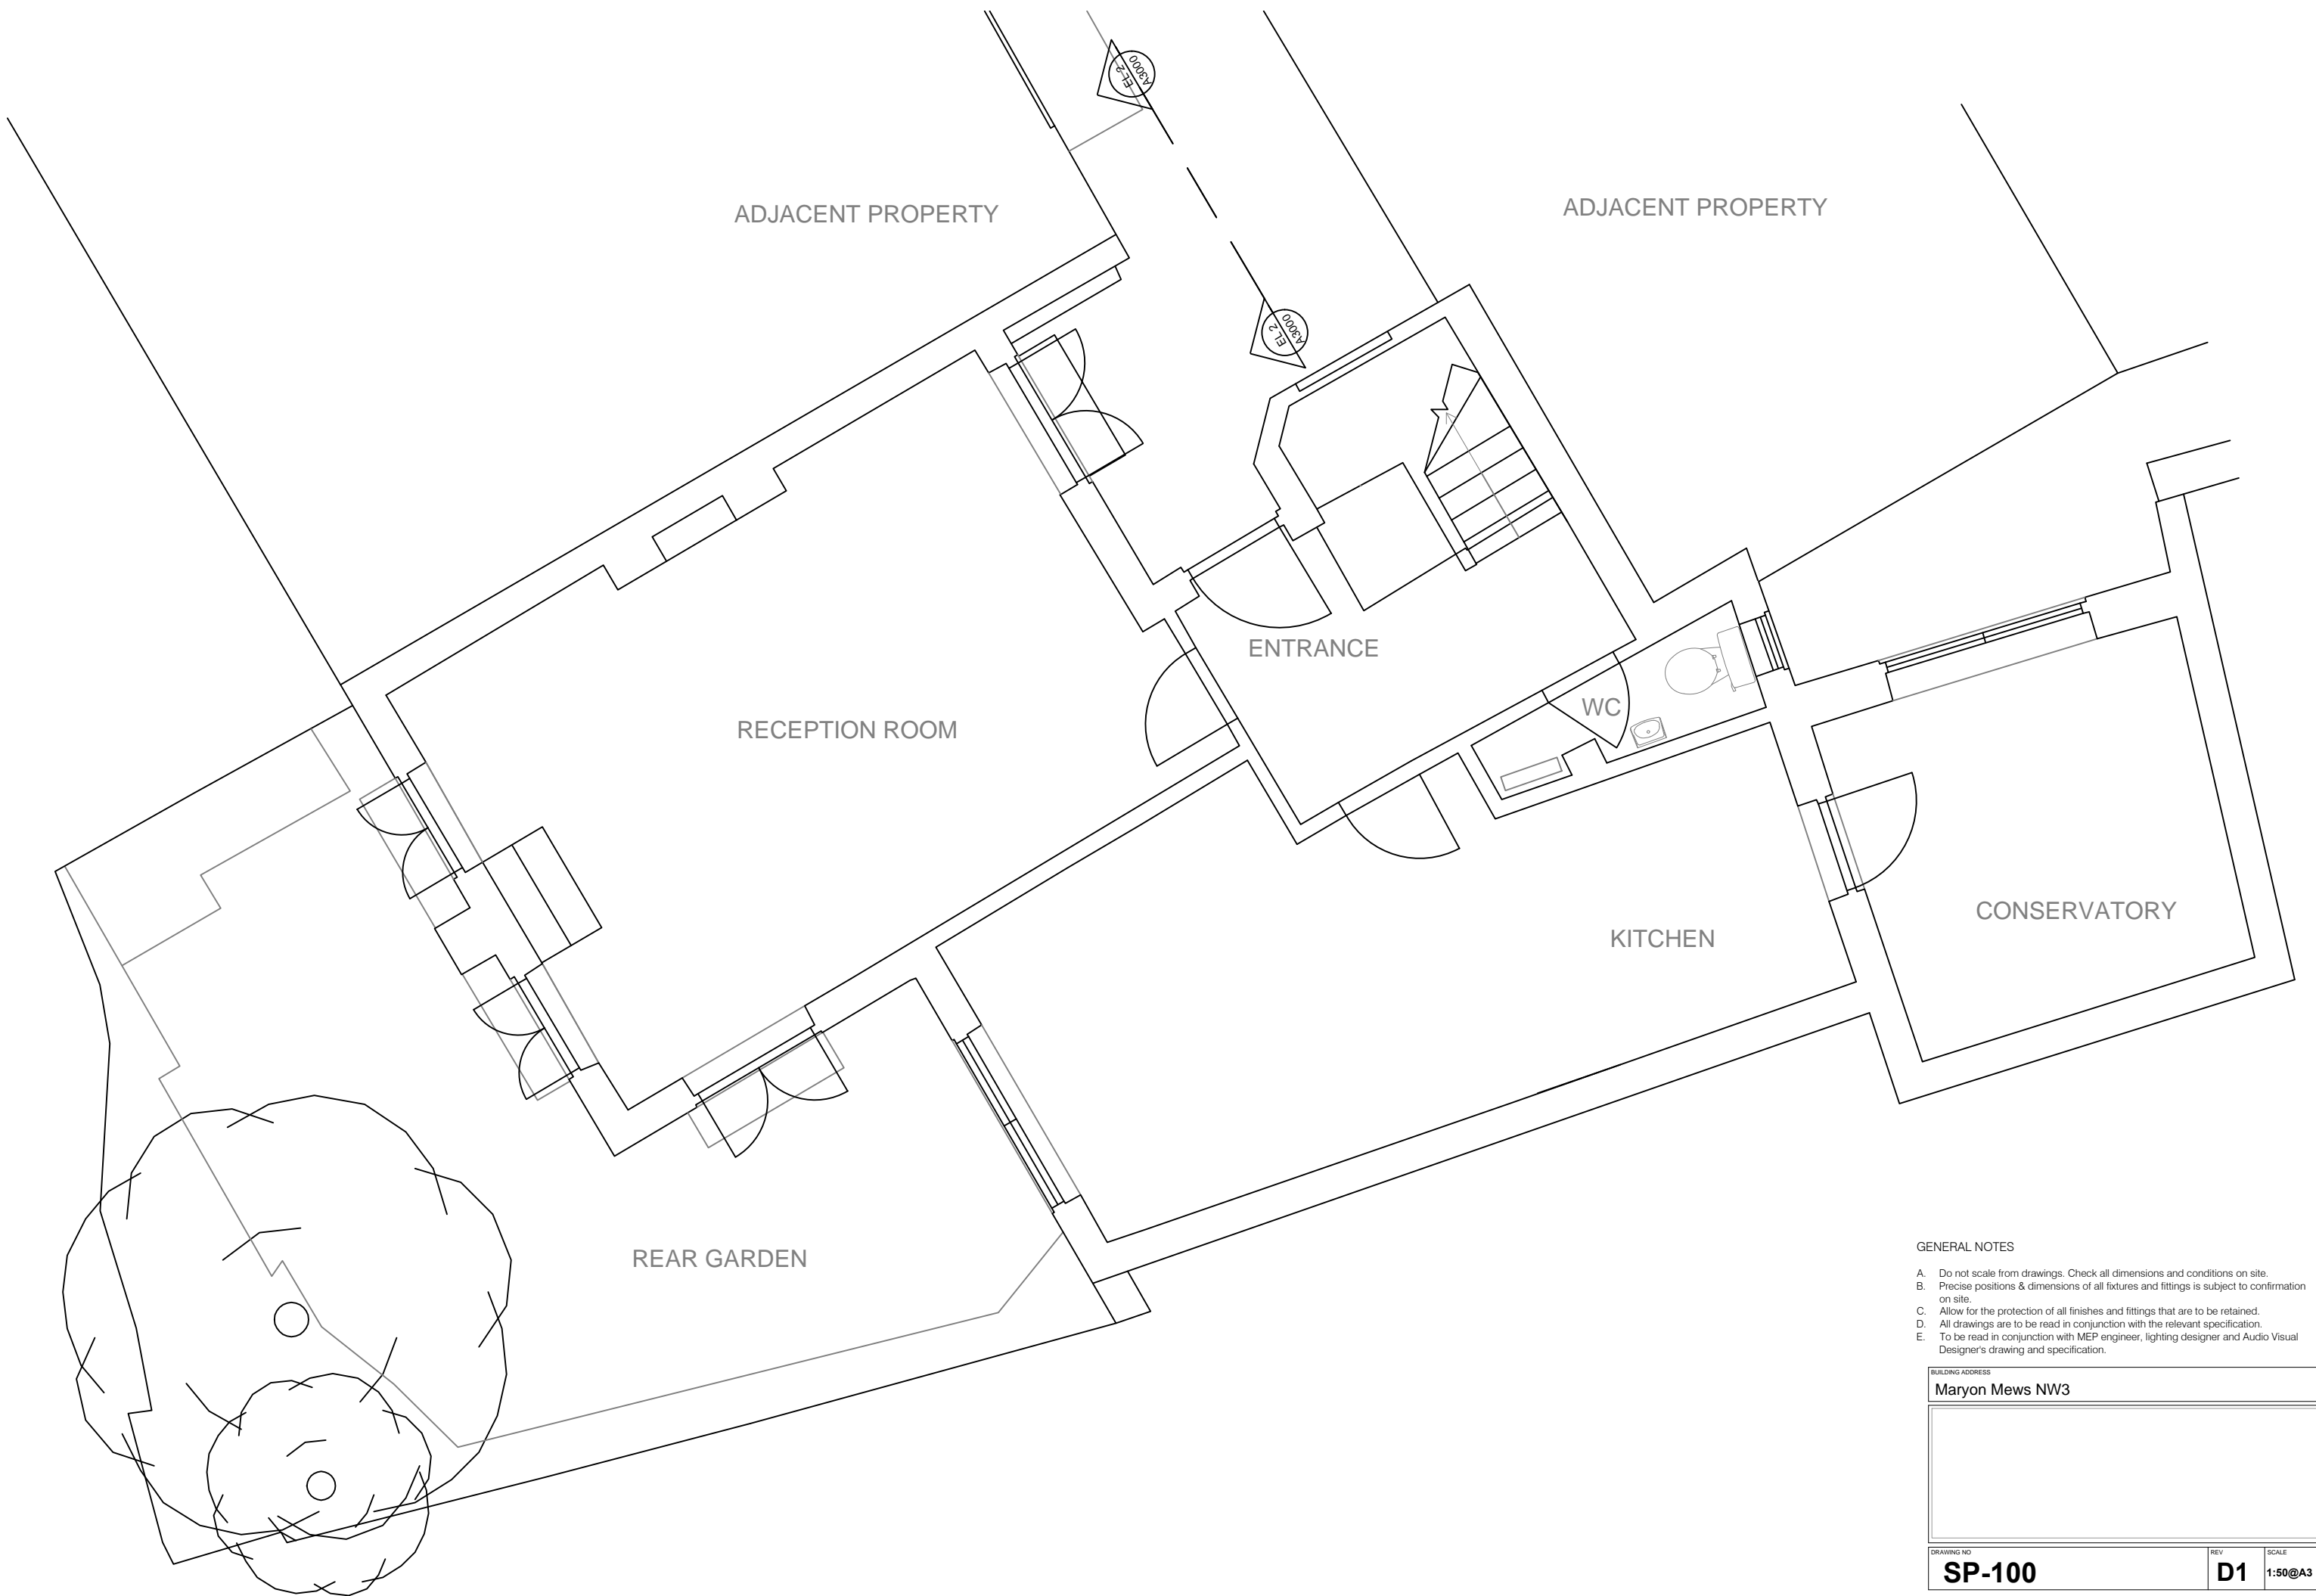 EL 2
A3000
ADJACENT PROPERTY
ADJACENT PROPERTY
EL 2
A3000
ENTRANCE
WC
RECEPTION ROOM
CONSERVATORY
KITCHEN
REAR GARDEN
GENERAL NOTES
A. Do not scale from drawings. Check all dimensions and conditions on site.
B. Precise positions & dimensions of all fixtures and fittings is subject to confirmation
on site.
C. Allow for the protection of all finishes and fittings that are to be retained.
D. All drawings are to be read in conjunction with the relevant specification.
E. To be read in conjunction with MEP engineer, lighting designer and Audio Visual
Designer's drawing and specification.
BUILDING ADDRESS
Maryon Mews NW3
DRAWING NO
SP-100
REV
D1
SCALE
1:50@A3